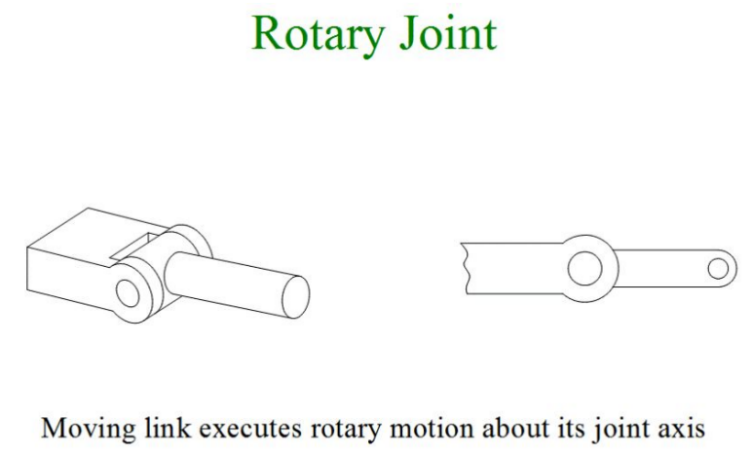 Rotary Joint
Moving link executes rotary motion about its joint axis